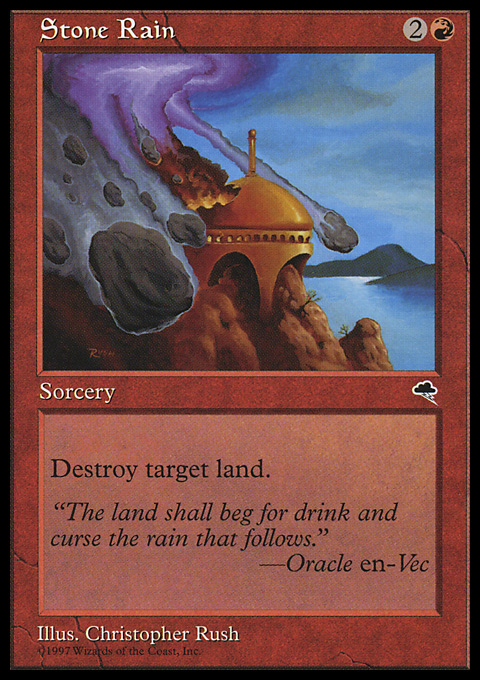 Stone Rain 2
Sorcery
Destroy target land.
“The land shall beg for drink and
curse the rain that follows.”
—Oracle en-Vec
Illus. Christopher Rush
©1997 Wizards of the Coast, Inc.